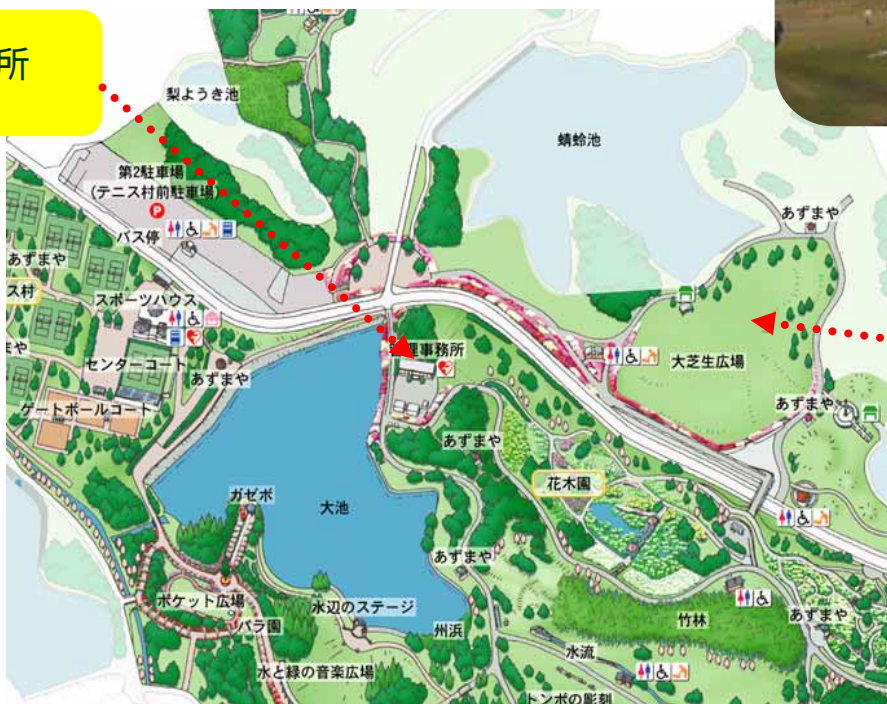 所
梨ようき池
蜻蛉池
第2駐車場
(テニス村前駐車場)
P
バス停
あずまや
あずまや
ス村
スポーツハウス
大芝生広場
センターコート
あずまや
あずまや
ゲートボールコート
あずまや
花木園
ガゼボ
大池
あずまや
ポケット広場
水辺のステージ
竹林
あずまや
バラ園
州浜
水流
水と緑の音楽広場
トンボの彫刻